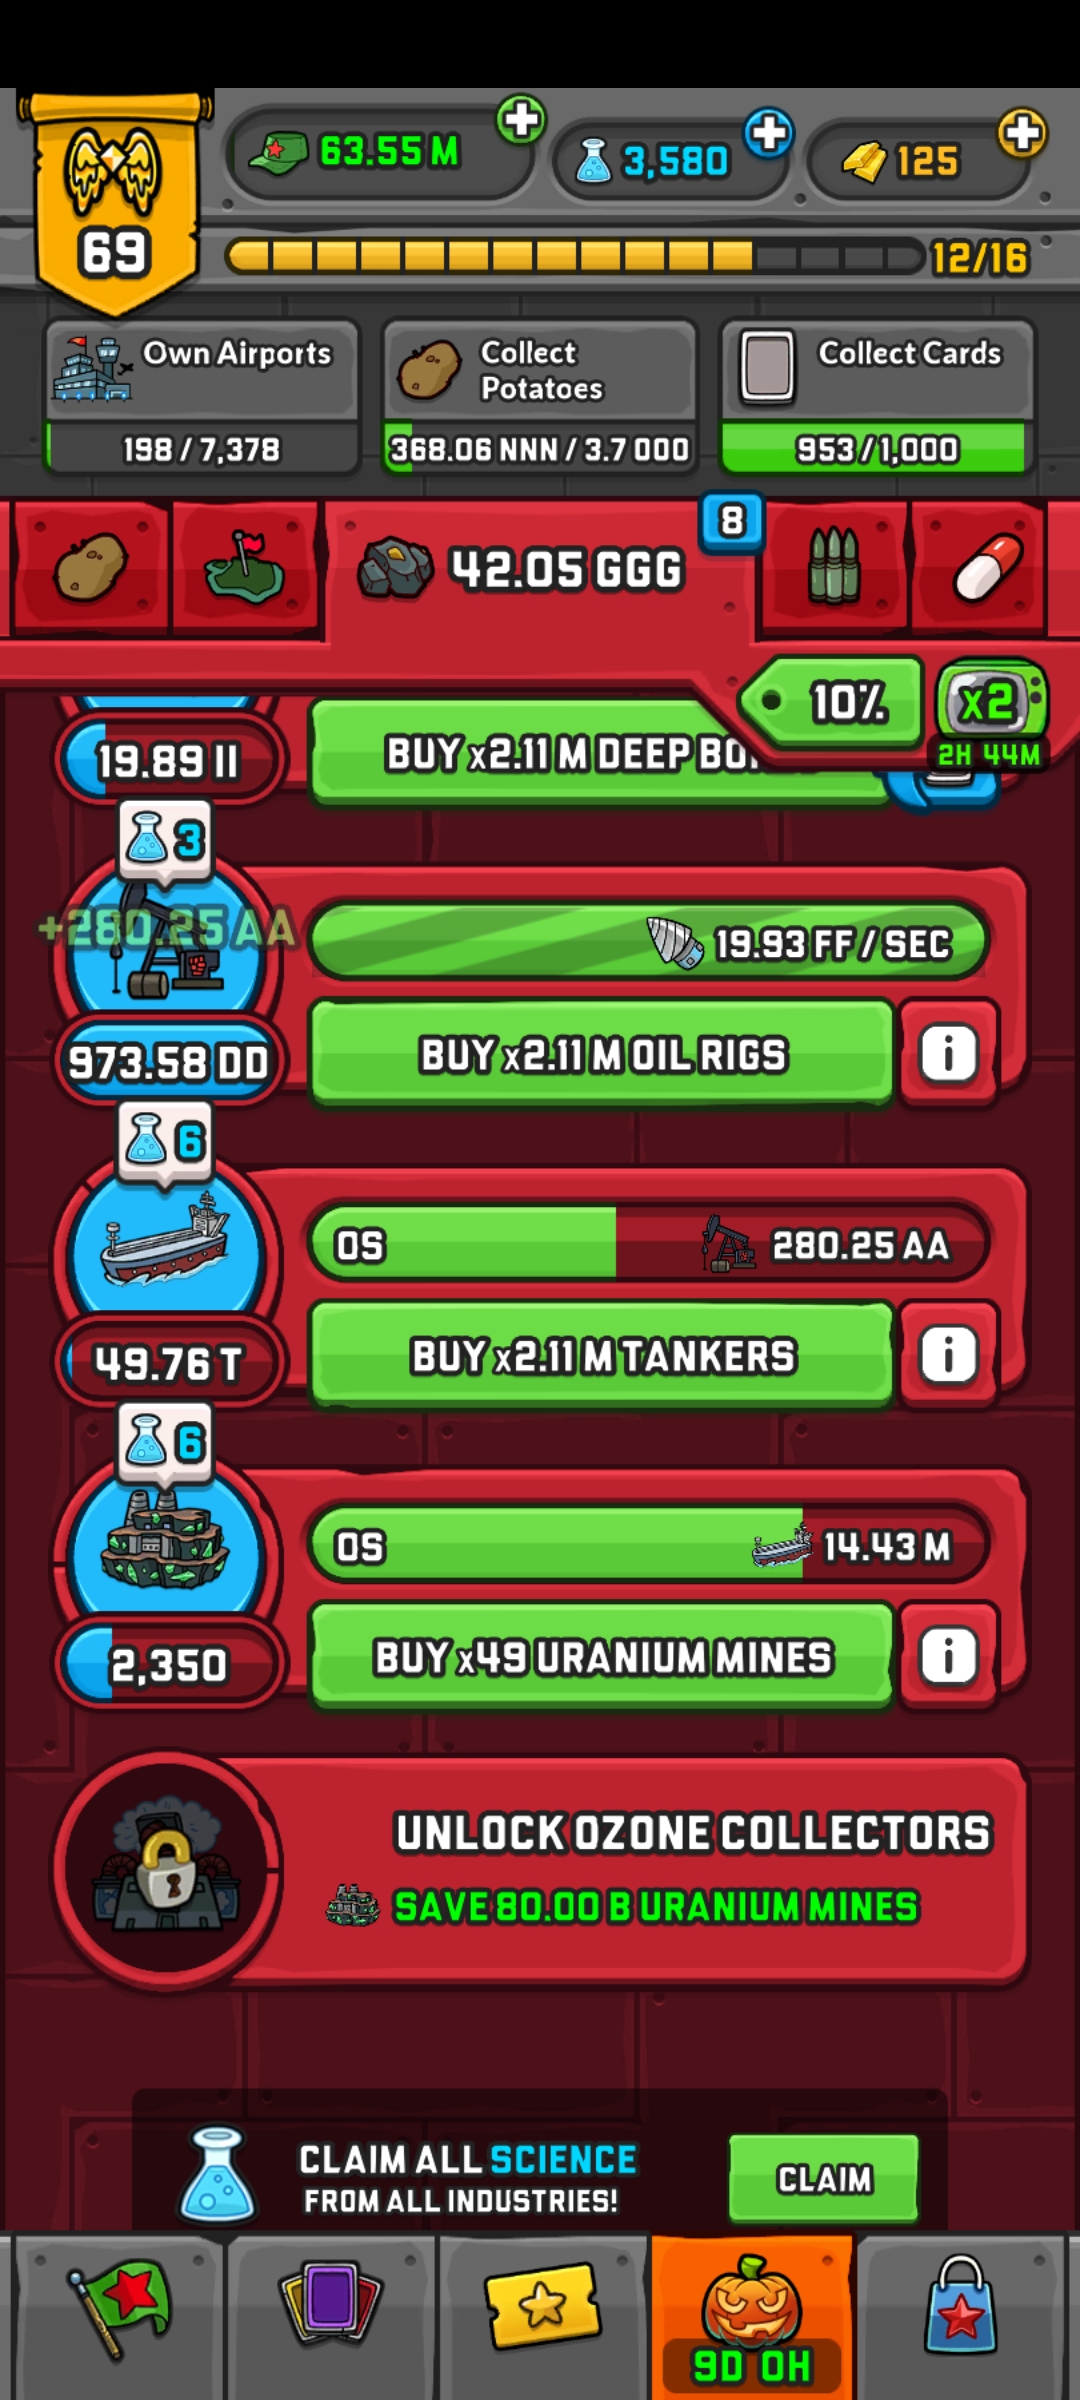 63.55 M
3,580
125
69
12/16
Own Airports
198 / 7,378
Collect
Potatoes
368.06 NNN / 3.7 OOO
Collect Cards
953 / 1,000
42.05 GGG
8
10%
x2
2H 44M
19.89 II
BUY x2.11 M DEEP
3
+280.25 AA
19.93 FF / SEC
973.58 DD
BUY x2.11 M OIL RIGS
i
6
0S
280.25 AA
49.76 T
BUY x2.11 M TANKERS
i
6
0S
14.43 M
2,350
BUY x49 URANIUM MINES
i
UNLOCK OZONE COLLECTORS
SAVE 80.00 B URANIUM MINES
CLAIM ALL SCIENCE
FROM ALL INDUSTRIES!
CLAIM
9D 0H